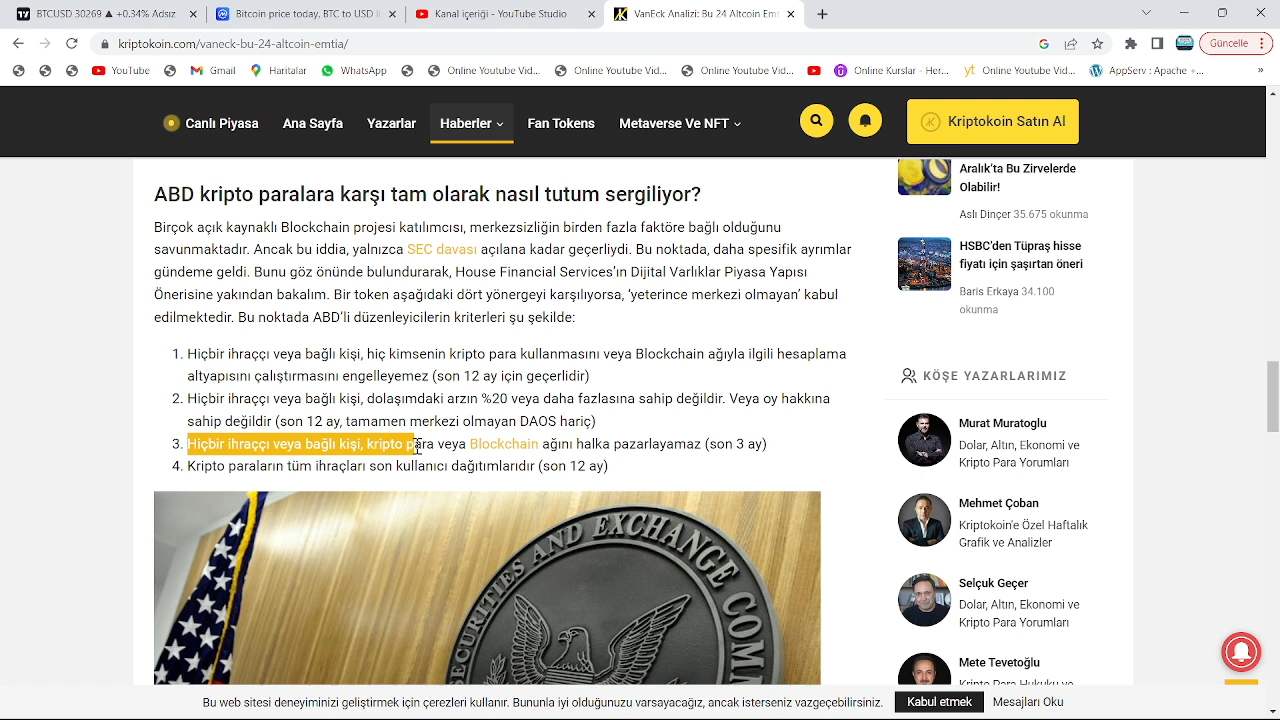 BTCUSD 30269 ▲ +0.34% Adsız
Bitcoin price today, BTC to USD li
Kanal içeriği - YouTube Studio
VanEck Analizi: Bu 24 Altcoin Emt
kriptokoin.com/vaneck-bu-24-altcoin-emtia/
Güncelle
YouTube
Gmail
Haritalar
WhatsApp
Online Youtube Vid...
Online Youtube Vid...
Online Youtube Vid...
Online Kurslar - Her...
yt Online Youtube Vid...
AppServ : Apache +...
»
Canlı Piyasa
Ana Sayfa
Yazarlar
Haberler
Fan Tokens
Metaverse Ve NFT
Kriptokoin Satın Al
ABD kripto paralara karşı tam olarak nasıl tutum sergiliyor?
Birçok açık kaynaklı Blockchain projesi katılımcısı, merkezsizliğin birden fazla faktöre bağlı olduğunu
savunmaktadır. Ancak bu iddia, yalnızca SEC davası açılana kadar geçerliydi. Bu noktada, daha spesifik ayrımlar
gündeme geldi. Bunu göz önünde bulundurarak, House Financial Services'ın Dijital Varlıklar Piyasa Yapısı
Önerisine yakından bakalım. Bir token aşağıdaki dört yönergeyi karşılıyorsa, 'yeterince merkezi olmayan' kabul
edilmektedir. Bu noktada ABD'li düzenleyicilerin kriterleri şu şekilde:
1. Hiçbir ihraççı veya bağlı kişi, hiç kimsenin kripto para kullanmasını veya Blockchain ağıyla ilgili hesaplama
altyapısını çalıştırmasını engelleyemez (son 12 ay için geçerlidir)
2. Hiçbir ihraççı veya bağlı kişi, dolaşımdaki arzın %20 veya daha fazlasına sahip değildir. Veya oy hakkına
sahip değildir (son 12 ay, tamamen merkezi olmayan DAOS hariç)
3. Hiçbir ihraççı veya bağlı kişi, kripto para veya Blockchain ağını halka pazarlayamaz (son 3 ay)
4. Kripto paraların tüm ihraçları son kullanıcı dağıtımlarıdır (son 12 ay)
SECURITIES AND EXCHANGE COM
Aralık'ta Bu Zirvelerde
Olabilir!
Aslı Dinçer 35.675 okunma
HSBC'den Tüpraş hisse
fiyatı için şaşırtan öneri
Baris Erkaya 34.100
okunma
KÖŞE YAZARLARIMIZ
Murat Muratoglu
Dolar, Altın, Ekonomi ve
Kripto Para Yorumları
Mehmet Çoban
Kriptokoin'e Özel Haftalık
Grafik ve Analizler
Selçuk Geçer
Dolar, Altın, Ekonomi ve
Kripto Para Yorumları
Mete Tevetoğlu
Kripto Para Hukuku ve
Bu site deneyiminizi geliştirmek için çerezleri kullanır. Bununla iyi olduğunuzu varsayacağız, ancak isterseniz vazgeçebilirsiniz.
Kabul etmek
Mesajları Oku